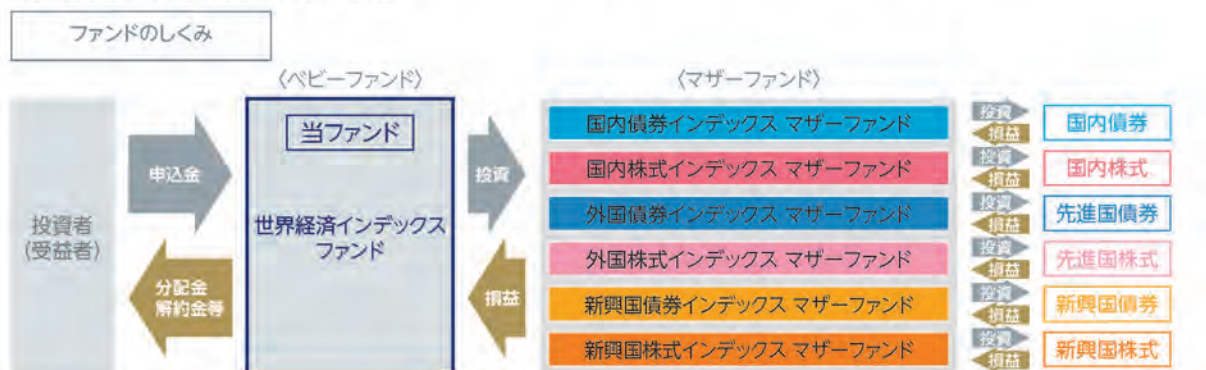 ファンドのしくみ
〈ベビーファンド〉
〈マザーファンド〉
投資者
(受益者)
申込金
分配金
解約金等
当ファンド
世界経済インデックス
ファンド
投資
損益
国内債券インデックス マザーファンド
投資
損益
国内債券
国内株式インデックス マザーファンド
投資
損益
国内株式
外国債券インデックス マザーファンド
投資
損益
先進国債券
外国株式インデックス マザーファンド
投資
損益
先進国株式
新興国債券インデックス マザーファンド
投資
損益
新興国債券
新興国株式インデックス マザーファンド
投資
損益
新興国株式